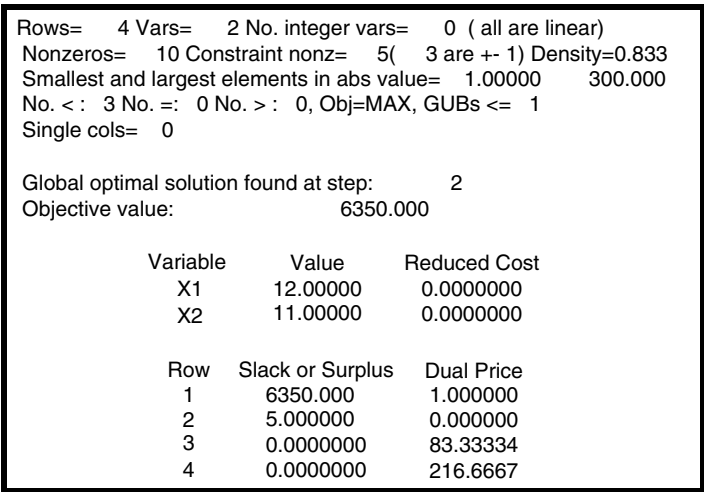 Rows= 4 Vars= 2 No. integer vars= 0 ( all are linear)
Nonzeros= 10 Constraint nonz= 5( 3 are +- 1) Density=0.833
Smallest and largest elements in abs value= 1.00000 300.000
No. < : 3 No. =: 0 No. > : 0, Obj=MAX, GUBs <= 1
Single cols= 0
Global optimal solution found at step: 2
Objective value: 6350.000
Variable Value Reduced Cost
X1 12.00000 0.0000000
X2 11.00000 0.0000000
Row Slack or Surplus Dual Price
1 6350.000 1.000000
2 5.000000 0.000000
3 0.0000000 83.33334
4 0.0000000 216.6667